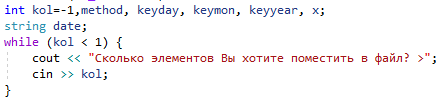 int kol=-1,method, keyday, keymon, keyyear, x;
string date;
while (kol < 1) {
cout << "Сколько элементов Вы хотите поместить в файл? >";
cin >> kol;
}